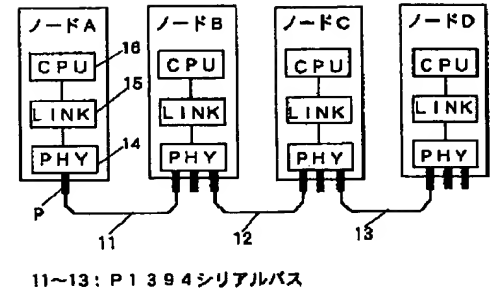 ノードA ノードB ノードC ノードD
CPU 16 CPU CPU CPU
LINK 15 LINK LINK LINK
PHY 14 PHY PHY PHY
P 11 12 13
11~13:P1394シリアルバス